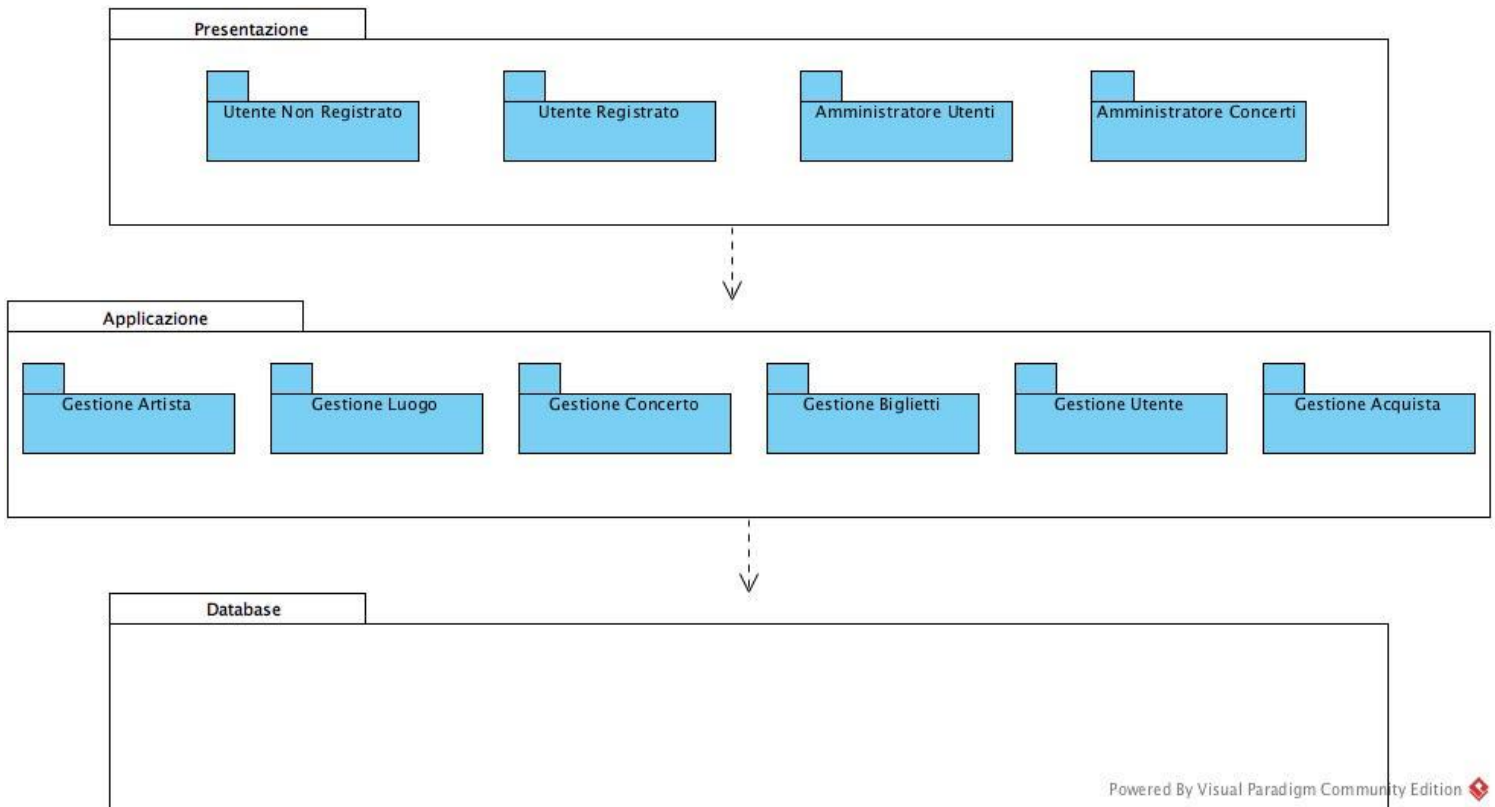 Presentazione
Utente Non Registrato
Utente Registrato
Amministratore Utenti
Amministratore Concerti
Applicazione
Gestione Artista
Gestione Luogo
Gestione Concerto
Gestione Biglietti
Gestione Utente
Gestione Acquista
Database
Powered By Visual Paradigm Community Edition